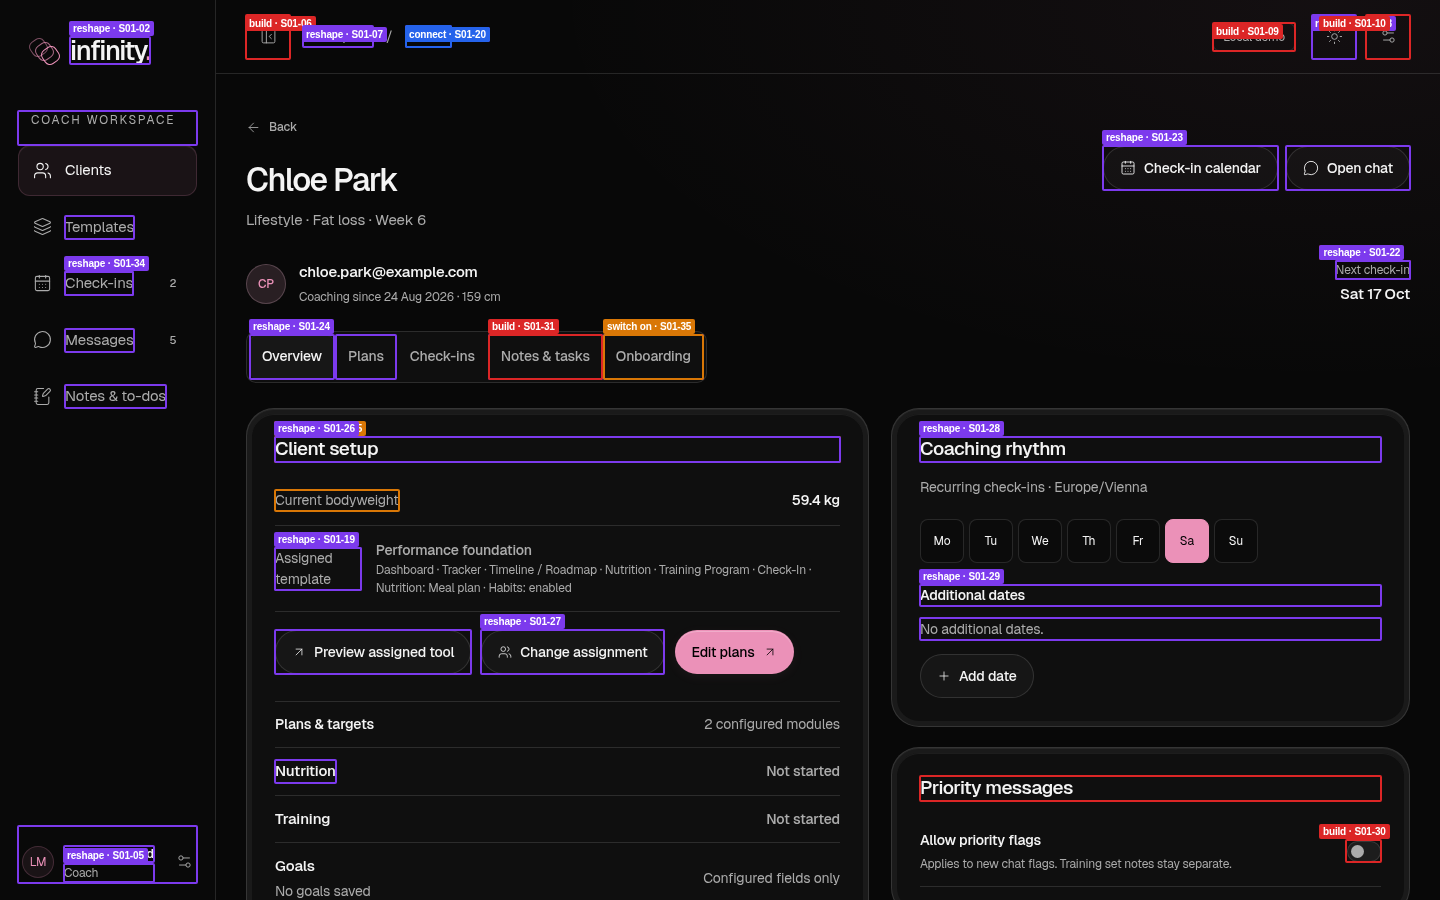 reshape · S01-02
infinity.
COACH WORKSPACE
Clients
Templates
reshape · S01-34
Check-ins
2
Messages
5
Notes & to-dos
LM
reshape · S01-05
Coach
build · S01-06
reshape · S01-07
/
connect · S01-20
build · S01-09
build · S01-10
Back
Chloe Park
Lifestyle · Fat loss · Week 6
reshape · S01-23
Check-in calendar
Open chat
CP
chloe.park@example.com
Coaching since 24 Aug 2026 · 159 cm
reshape · S01-22
Next check-in
Sat 17 Oct
reshape · S01-24
build · S01-31
switch on · S01-35
Overview
Plans
Check-ins
Notes & tasks
Onboarding
reshape · S01-26
Client setup
Current bodyweight
59.4 kg
reshape · S01-19
Assigned
template
Performance foundation
Dashboard · Tracker · Timeline / Roadmap · Nutrition · Training Program · Check-In ·
Nutrition: Meal plan · Habits: enabled
reshape · S01-27
Preview assigned tool
Change assignment
Edit plans
Plans & targets
2 configured modules
Nutrition
Not started
Training
Not started
Goals
No goals saved
Configured fields only
reshape · S01-28
Coaching rhythm
Recurring check-ins · Europe/Vienna
Mo
Tu
We
Th
Fr
Sa
Su
reshape · S01-29
Additional dates
No additional dates.
Add date
Priority messages
build · S01-30
Allow priority flags
Applies to new chat flags. Training set notes stay separate.